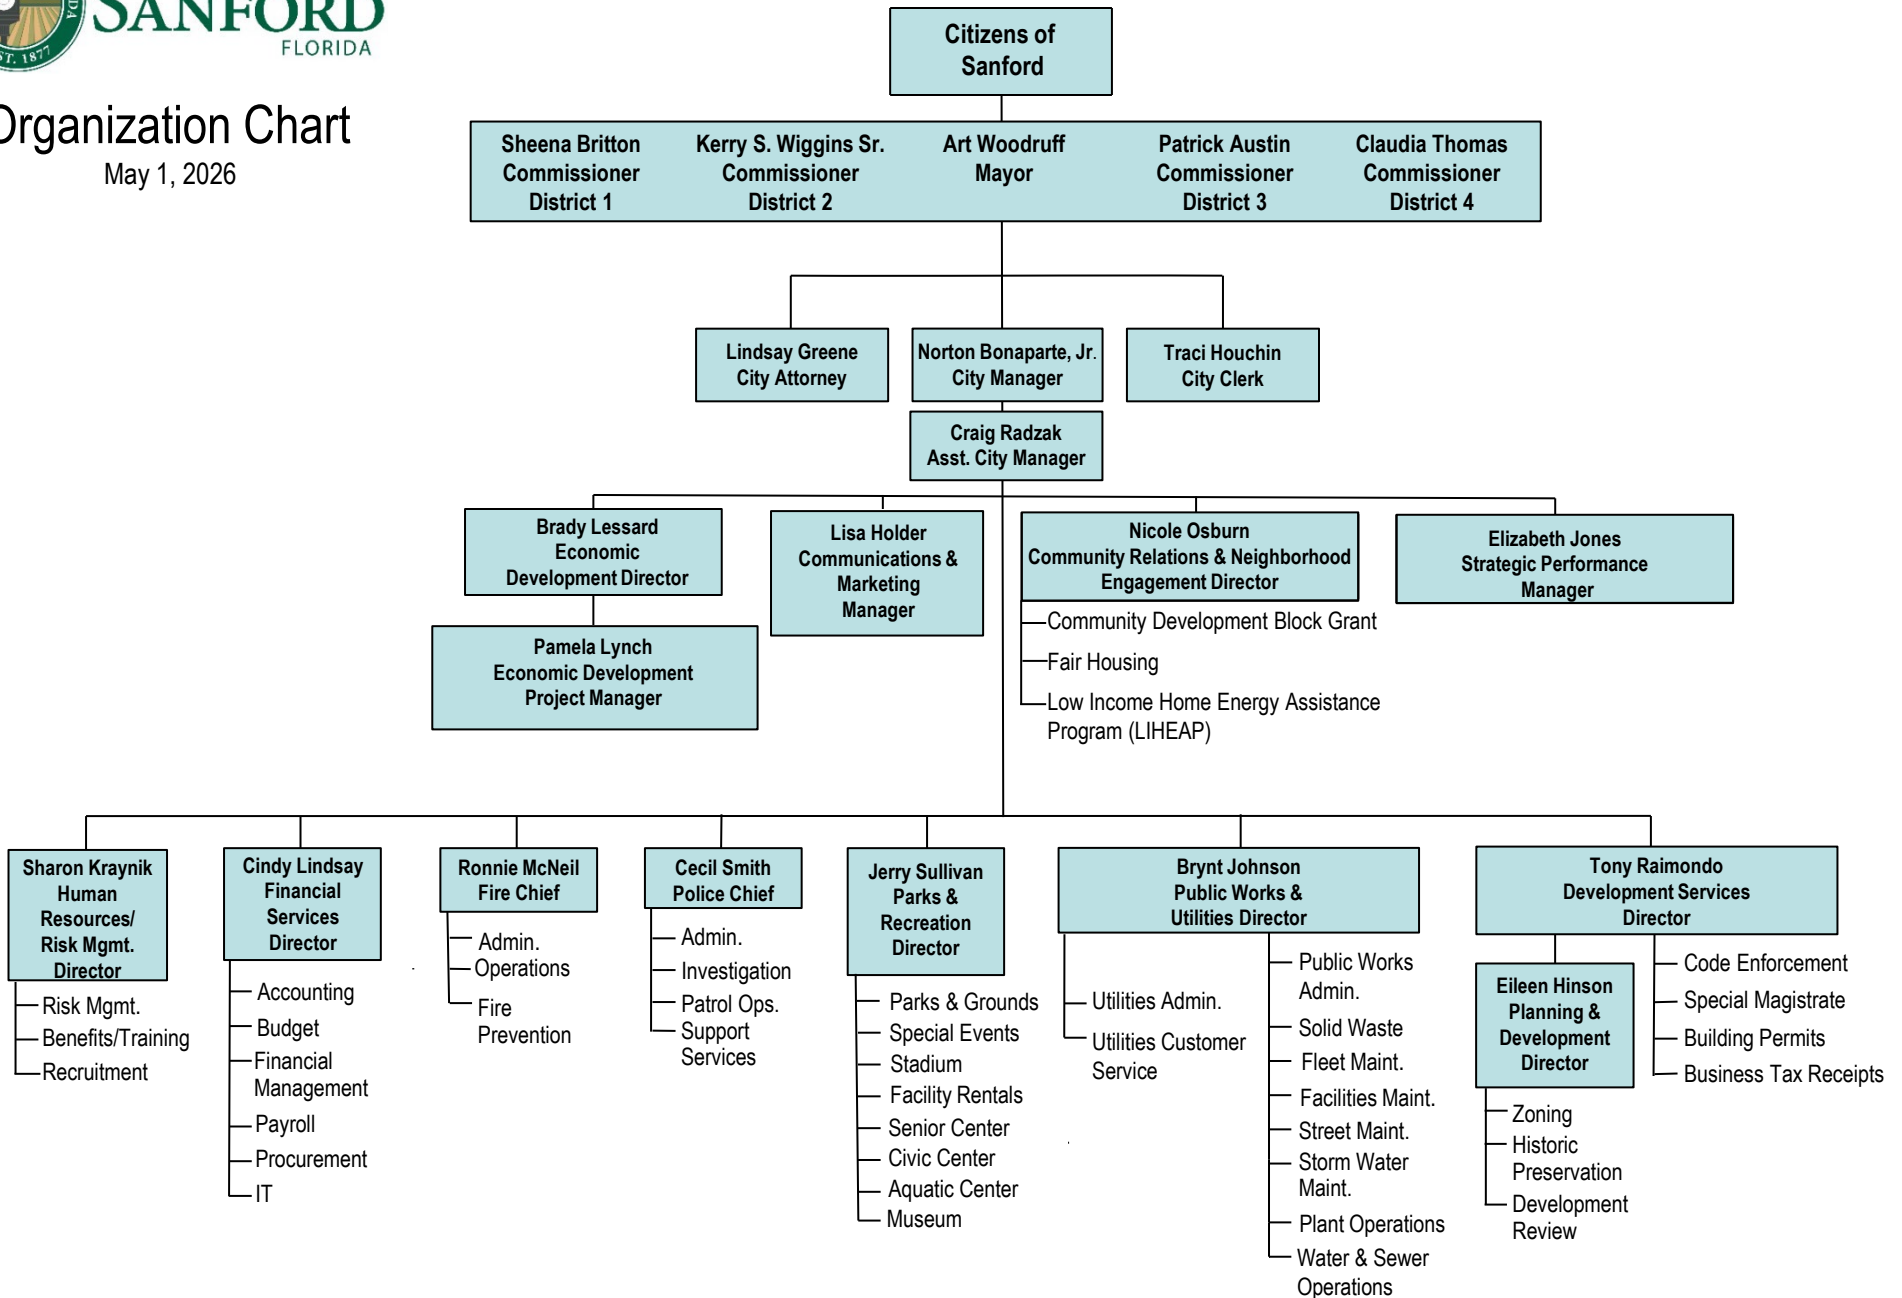 SANFORD
FLORIDA
EST. 1877
Organization Chart
May 1, 2026
Citizens of
Sanford
Sheena Britton
Commissioner
District 1
Kerry S. Wiggins Sr.
Commissioner
District 2
Art Woodruff
Mayor
Patrick Austin
Commissioner
District 3
Claudia Thomas
Commissioner
District 4
Lindsay Greene
City Attorney
Norton Bonaparte, Jr.
City Manager
Traci Houchin
City Clerk
Craig Radzak
Asst. City Manager
Brady Lessard
Economic
Development Director
Lisa Holder
Communications &
Marketing
Manager
Nicole Osburn
Community Relations & Neighborhood
Engagement Director
Elizabeth Jones
Strategic Performance
Manager
Pamela Lynch
Economic Development
Project Manager
Community Development Block Grant
Fair Housing
Low Income Home Energy Assistance
Program (LIHEAP)
Sharon Kraynik
Human
Resources/
Risk Mgmt.
Director
Risk Mgmt.
Benefits/Training
Recruitment
Cindy Lindsay
Financial
Services
Director
Accounting
Budget
Financial
Management
Payroll
Procurement
IT
Ronnie McNeil
Fire Chief
Admin.
Operations
Fire
Prevention
Cecil Smith
Police Chief
Admin.
Investigation
Patrol Ops.
Support
Services
Jerry Sullivan
Parks &
Recreation
Director
Parks & Grounds
Special Events
Stadium
Facility Rentals
Senior Center
Civic Center
Aquatic Center
Museum
Brynt Johnson
Public Works &
Utilities Director
Utilities Admin.
Utilities Customer
Service
Public Works
Admin.
Solid Waste
Fleet Maint.
Facilities Maint.
Street Maint.
Storm Water
Maint.
Plant Operations
Water & Sewer
Operations
Tony Raimondo
Development Services
Director
Eileen Hinson
Planning &
Development
Director
Zoning
Historic
Preservation
Development
Review
Code Enforcement
Special Magistrate
Building Permits
Business Tax Receipts